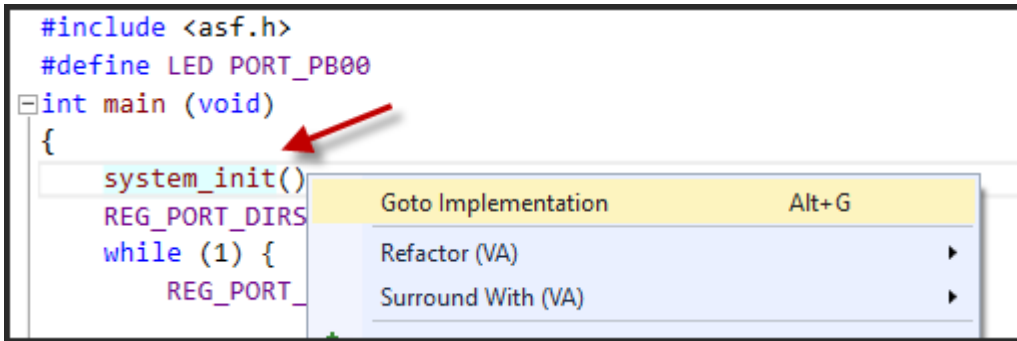 #include <asf.h>
#define LED PORT_PB00
int main (void)
{
system_init()
REG_PORT_DIRS
while (1) {
REG_PORT_
Goto Implementation Alt+G
Refactor (VA)
Surround With (VA)